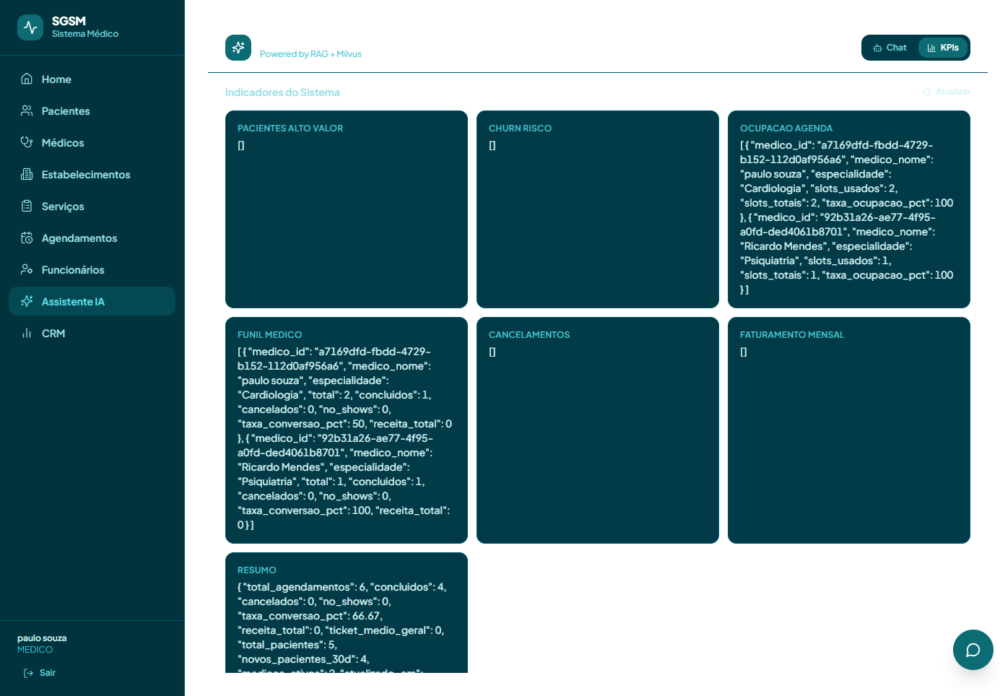 SGSM
Sistema Médico
Home
Pacientes
Médicos
Estabelecimentos
Serviços
Agendamentos
Funcionários
Assistente IA
CRM
paulo souza
MEDICO
Sair
Powered by RAG + Milvus
Chat
KPIs
Indicadores do Sistema
Atualizar
PACIENTES ALTO VALOR
[]
CHURN RISCO
[]
OCUPACAO AGENDA
[ { "medico_id": "a7169dfd-fbdd-4729-
b152-112d0af956a6", "medico_nome":
"paulo souza", "especialidade":
"Cardiologia", "slots_usados": 2,
"slots_totais": 2, "taxa_ocupacao_pct": 100
}, { "medico_id": "92b31a26-ae77-4f95-
a0fd-ded4061b8701", "medico_nome":
"Ricardo Mendes", "especialidade":
"Psiquiatria", "slots_usados": 1,
"slots_totais": 1, "taxa_ocupacao_pct": 100
} ]
FUNIL MEDICO
[ { "medico_id": "a7169dfd-fbdd-4729-
b152-112d0af956a6", "medico_nome":
"paulo souza", "especialidade":
"Cardiologia", "total": 2, "concluidos": 1,
"cancelados": 0, "no_shows": 0,
"taxa_conversao_pct": 50, "receita_total": 0
}, { "medico_id": "92b31a26-ae77-4f95-
a0fd-ded4061b8701", "medico_nome":
"Ricardo Mendes", "especialidade":
"Psiquiatria", "total": 1, "concluidos": 1,
"cancelados": 0, "no_shows": 0,
"taxa_conversao_pct": 100, "receita_total":
0 } ]
CANCELAMENTOS
[]
FATURAMENTO MENSAL
[]
RESUMO
{ "total_agendamentos": 6, "concluidos": 4,
"cancelados": 0, "no_shows": 0,
"taxa_conversao_pct": 66.67,
"receita_total": 0, "ticket_medio_geral": 0,
"total_pacientes": 5,
"novos_pacientes_30d": 4,
"medicos_ativos": 2, "atualizado_em":